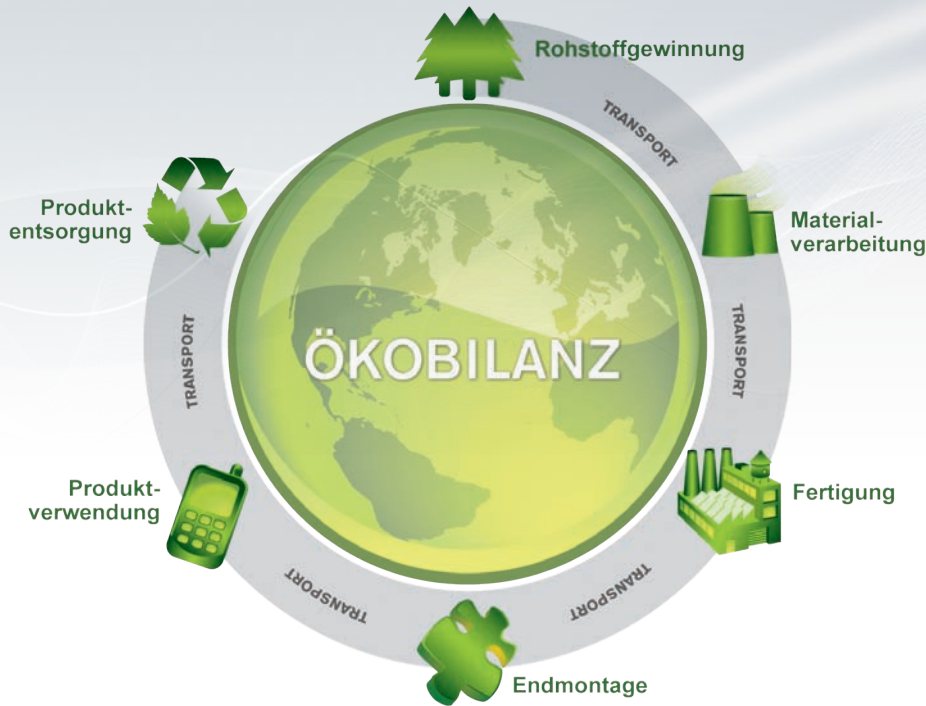 Rohstoffgewinnung
TRANSPORT
Material-
verarbeitung
TRANSPORT
Fertigung
TRANSPORT
Endmontage
TRANSPORT
Produkt-
verwendung
TRANSPORT
Produkt-
entsorgung
ÖKOBILANZ